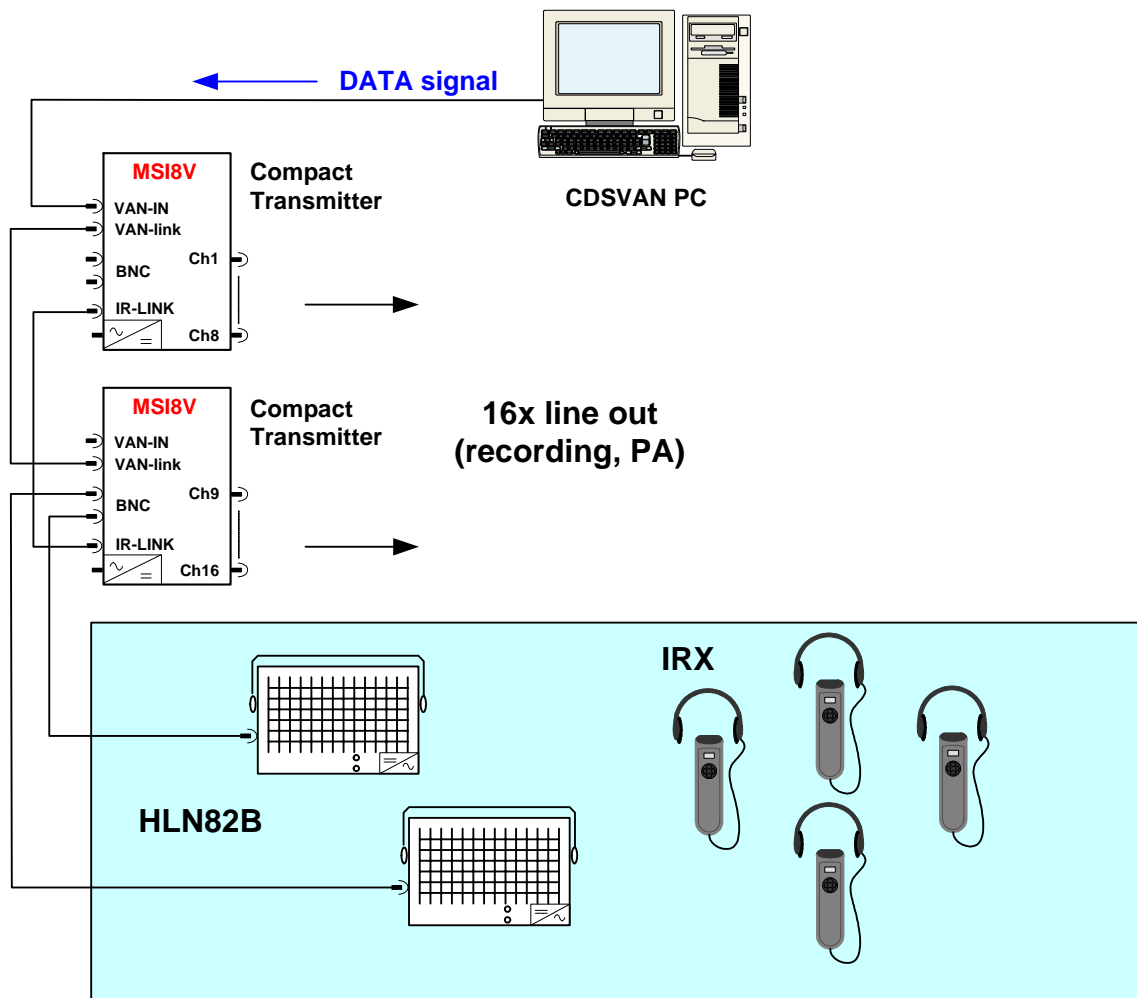 DATA signal
CDSVAN PC
MSI8V
VAN-IN
VAN-link
BNC
IR-LINK
Ch1
Ch8
Compact
Transmitter
MSI8V
VAN-IN
VAN-link
BNC
IR-LINK
Ch9
Ch16
Compact
Transmitter
16x line out
(recording, PA)
IRX
HLN82B